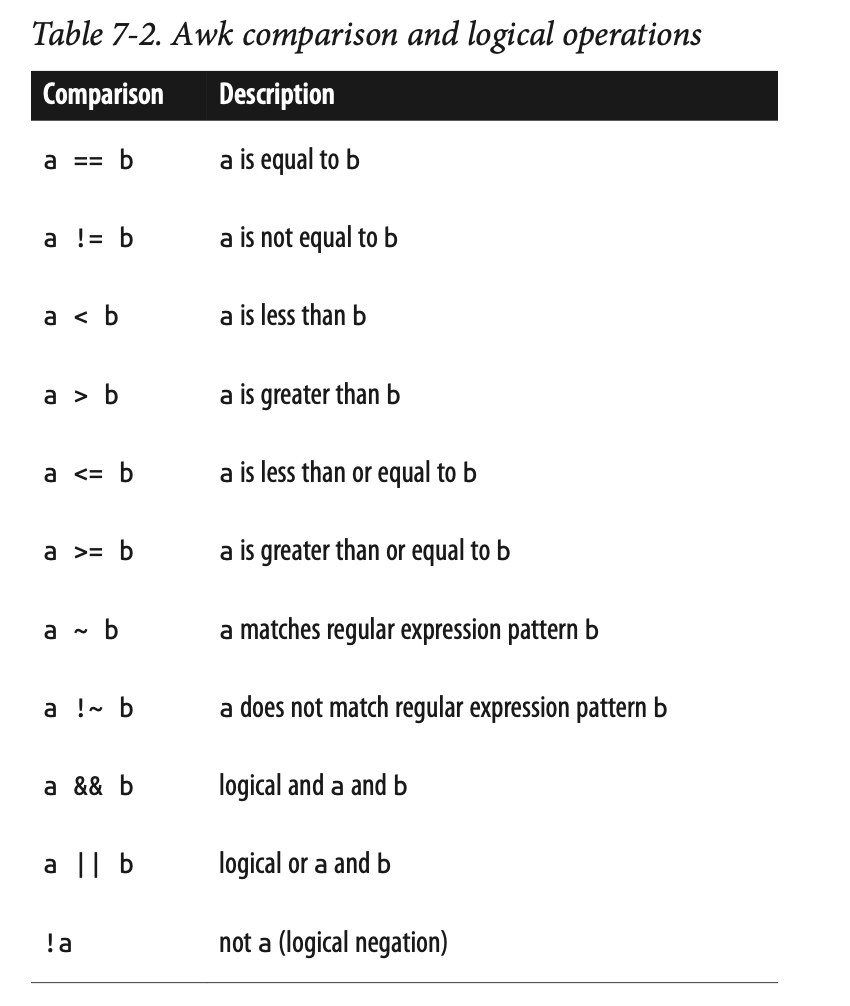 Table 7-2. Awk comparison and logical operations
Comparison Description
a == b a is equal to b
a != b a is not equal to b
a < b a is less than b
a > b a is greater than b
a <= b a is less than or equal to b
a >= b a is greater than or equal to b
a ~ b a matches regular expression pattern b
a !~ b a does not match regular expression pattern b
a && b logical and a and b
a || b logical or a and b
!a not a (logical negation)